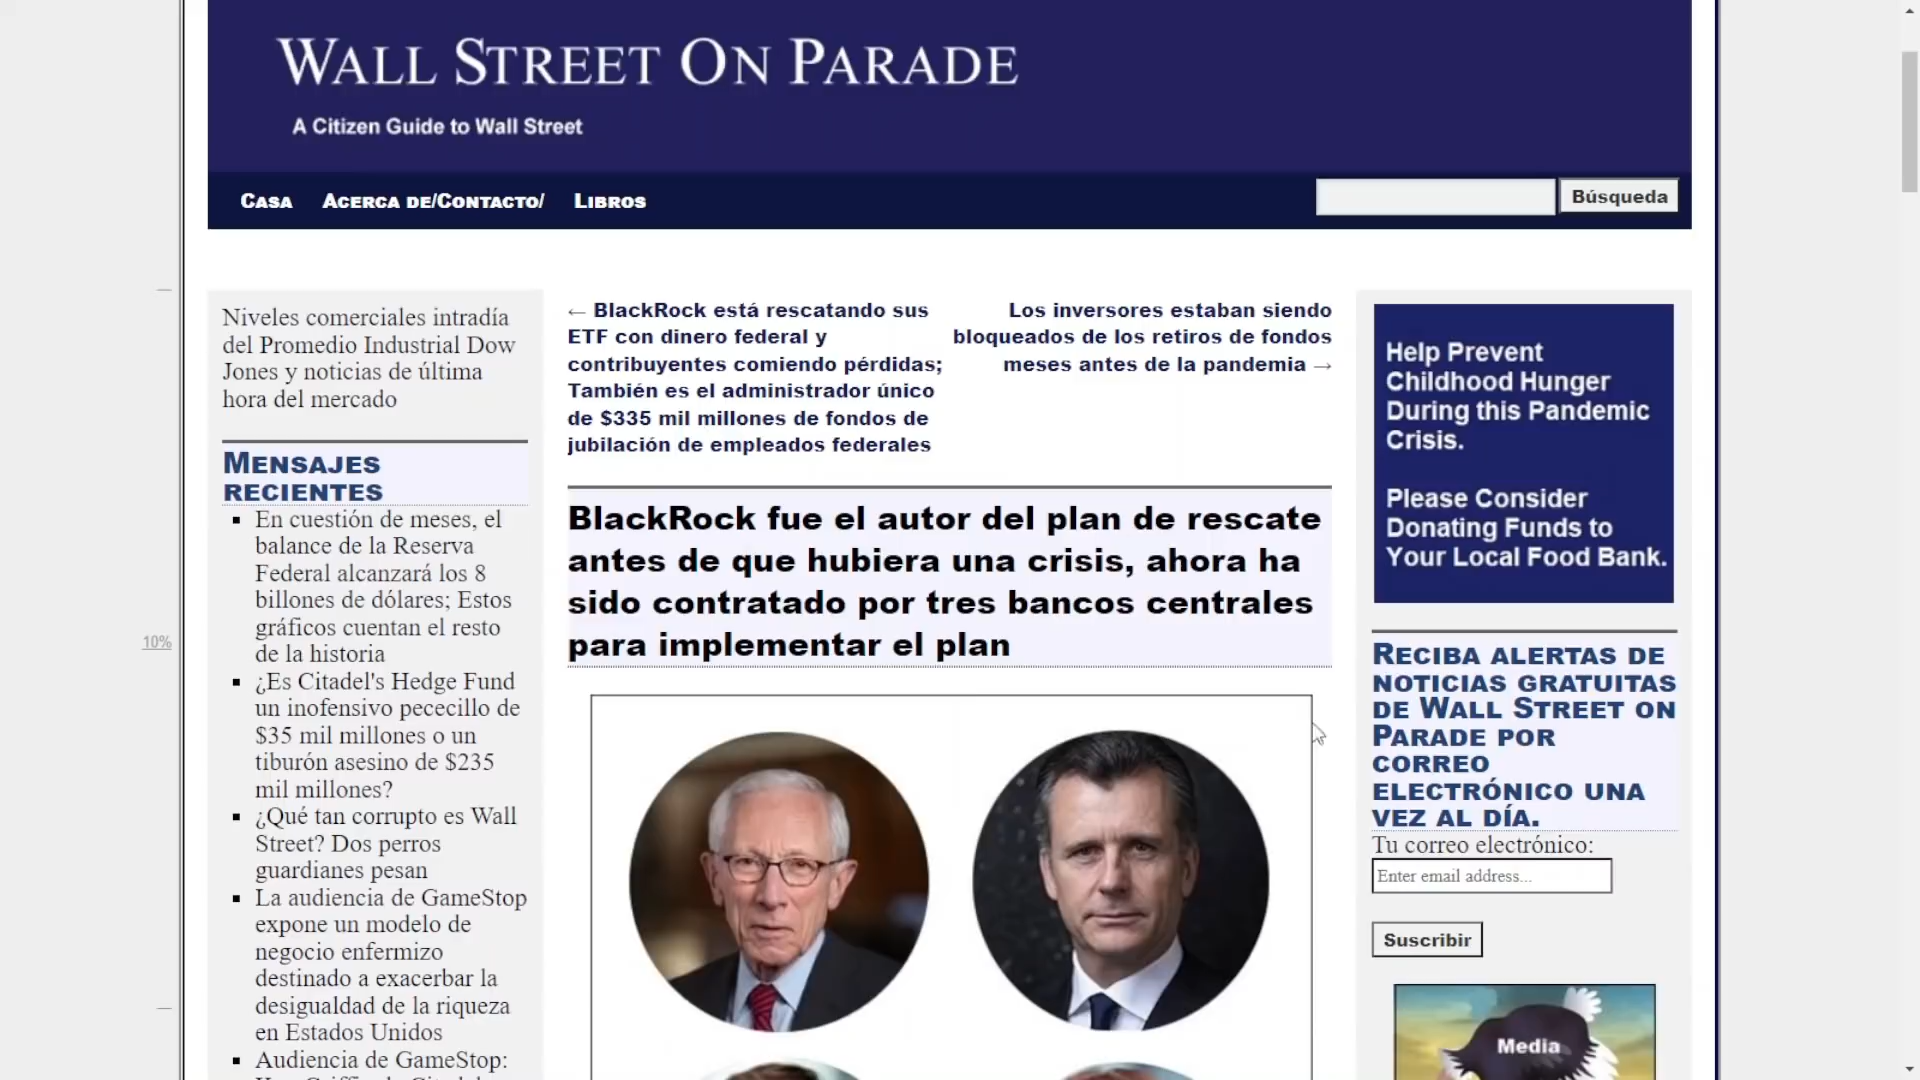 WALL STREET ON PARADE
A Citizen Guide to Wall Street
CASA ACERCA DE/CONTACTO/ LIBROS
Búsqueda
Niveles comerciales intradía
del Promedio Industrial Dow
Jones y noticias de última
hora del mercado
MENSAJES
RECIENTES
En cuestión de meses, el
balance de la Reserva
Federal alcanzará los 8
billones de dólares; Estos
gráficos cuentan el resto
de la historia
¿Es Citadel's Hedge Fund
un inofensivo pececillo de
$35 mil millones o un
tiburón asesino de $235
mil millones?
¿Qué tan corrupto es Wall
Street? Dos perros
guardianes pesan
La audiencia de GameStop
expone un modelo de
negocio enfermizo
destinado a exacerbar la
desigualdad de la riqueza
en Estados Unidos
Audiencia de GameStop:
10%
← BlackRock está rescatando sus
ETF con dinero federal y
contribuyentes comiendo pérdidas;
También es el administrador único
de $335 mil millones de fondos de
jubilación de empleados federales
Los inversores estaban siendo
bloqueados de los retiros de fondos
meses antes de la pandemia →
BlackRock fue el autor del plan de rescate
antes de que hubiera una crisis, ahora ha
sido contratado por tres bancos centrales
para implementar el plan
Help Prevent
Childhood Hunger
During this Pandemic
Crisis.
Please Consider
Donating Funds to
Your Local Food Bank.
RECIBA ALERTAS DE
NOTICIAS GRATUITAS
DE WALL STREET ON
PARADE POR
CORREO
ELECTRÓNICO UNA
VEZ AL DÍA.
Tu correo electrónico:
Enter email address...
Suscribir
Media